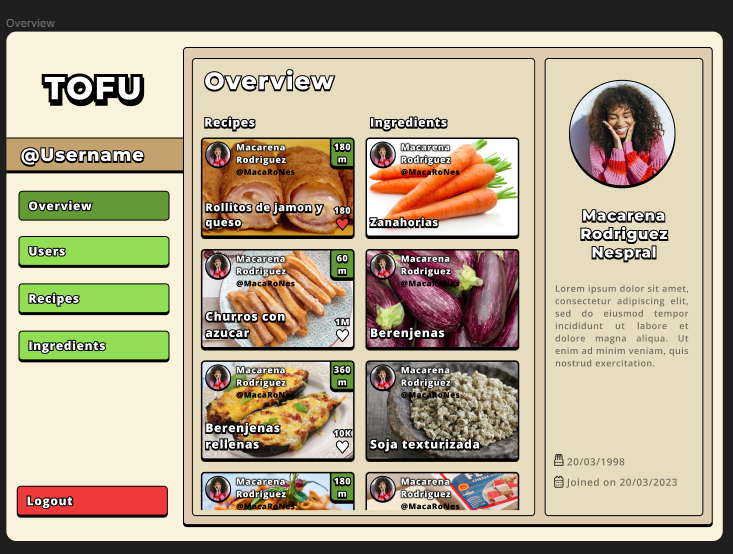 Overview
TOFU
@Username
Overview
Users
Recipes
Ingredients
Logout
Overview
Recipes
Macarena
Rodriguez
@MacaRoNes
180
m
Rollitos de jamon y
queso
180
Macarena
Rodriguez
@MacaRoNes
60
m
Churros con
azucar
1M
Macarena
Rodriguez
@MacaRoNes
360
m
Berenjenas
rellenas
10K
Macarena
Rodriguez
@MacaRoNes
180
m
Ingredients
Macarena
Rodriguez
@MacaRoNes
Zanahorias
Macarena
Rodriguez
@MacaRoNes
Berenjenas
Macarena
Rodriguez
@MacaRoNes
Soja texturizada
Macarena
Rodriguez
@MacaRoNes
Macarena
Rodriguez
Nespral
Lorem ipsum dolor sit amet,
consectetur adipiscing elit,
sed do eiusmod tempor
incididunt ut labore et
dolore magna aliqua. Ut
enim ad minim veniam, quis
nostrud exercitation.
20/03/1998
Joined on 20/03/2023